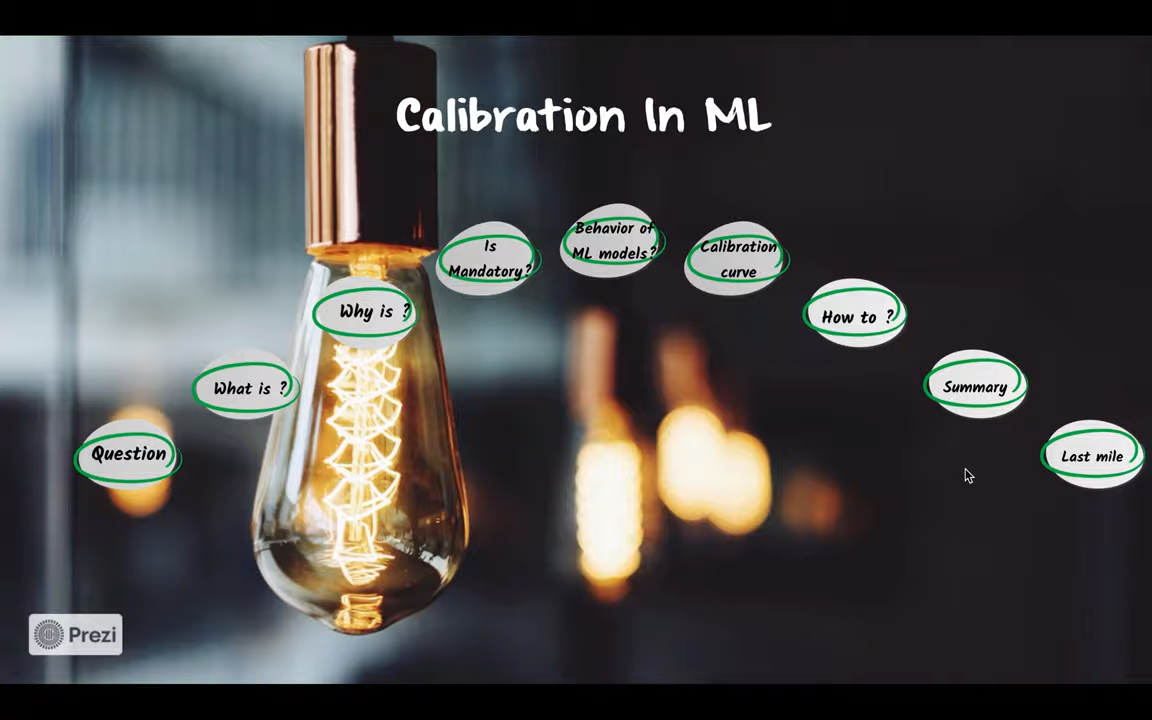 Calibration In ML
Question
What is ?
Why is ?
Is
Mandatory?
Behavior of
ML models?
Calibration
curve
How to ?
Summary
Last mile
Prezi